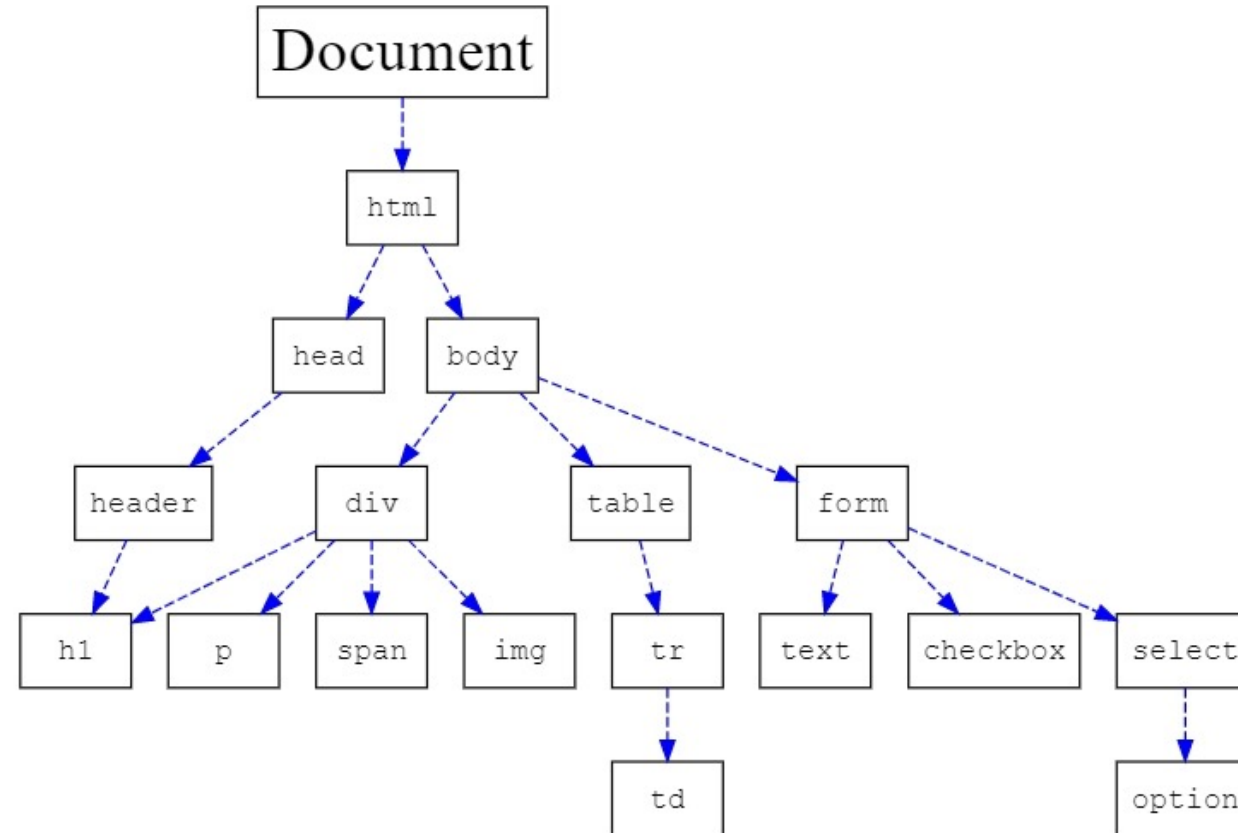 Document
html
head
body
header
div
table
form
h1
p
span
img
tr
text
checkbox
select
td
option